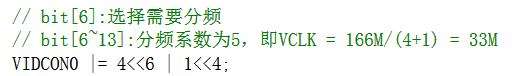 // bit[6]:选择需要分频
// bit[6~13]:分频系数为5，即VCLK = 166M/(4+1) = 33M
VIDCON0 |= 4<<6 | 1<<4;